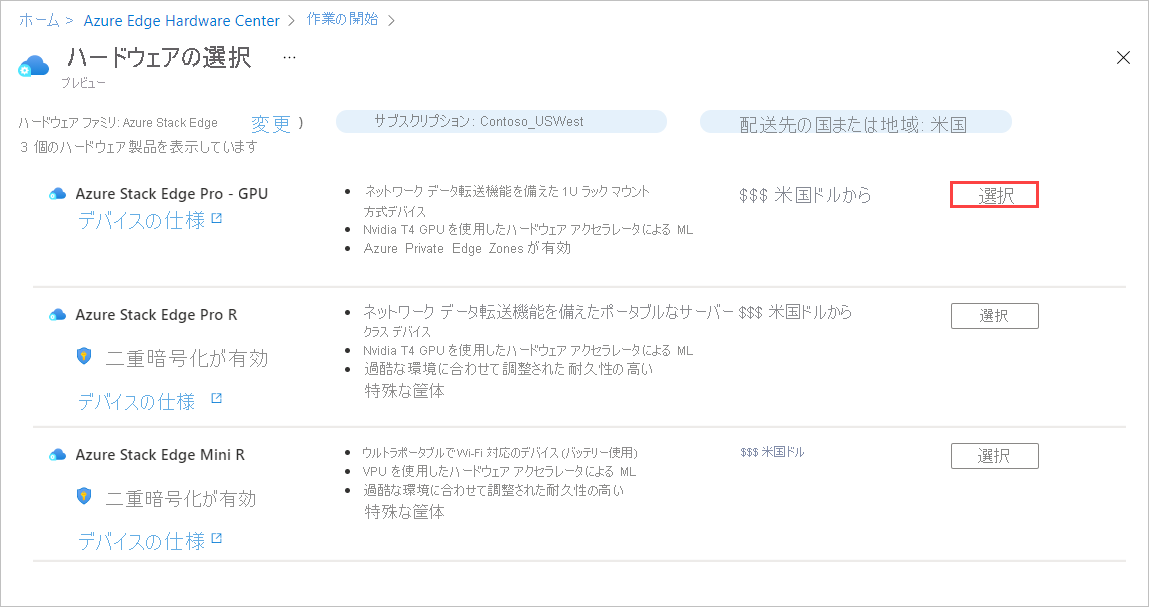 ホーム > Azure Edge Hardware Center > 作業の開始 >
ハードウェアの選択 ...
プレビュー
ハードウェア ファミリ: Azure Stack Edge 変更 ) サブスクリプション: Contoso_USWest 配送先の国または地域: 米国
3 個のハードウェア製品を表示しています
Azure Stack Edge Pro - GPU
デバイスの仕様
• ネットワーク データ転送機能を備えた 1U ラック マウント
方式デバイス
• Nvidia T4 GPU を使用したハードウェア アクセラレータによる ML
• Azure Private Edge Zones が有効
$$$ 米国ドルから
選択
Azure Stack Edge Pro R
二重暗号化が有効
デバイスの仕様
• ネットワーク データ転送機能を備えたポータブルなサーバー
クラス デバイス
• Nvidia T4 GPU を使用したハードウェア アクセラレータによる ML
• 過酷な環境に合わせて調整された耐久性の高い
特殊な筐体
$$$ 米国ドルから
選択
Azure Stack Edge Mini R
二重暗号化が有効
デバイスの仕様
• ウルトラポータブルで Wi-Fi 対応のデバイス (バッテリー使用)
• VPU を使用したハードウェア アクセラレータによる ML
• 過酷な環境に合わせて調整された耐久性の高い
特殊な筐体
$$$ 米国ドル
選択